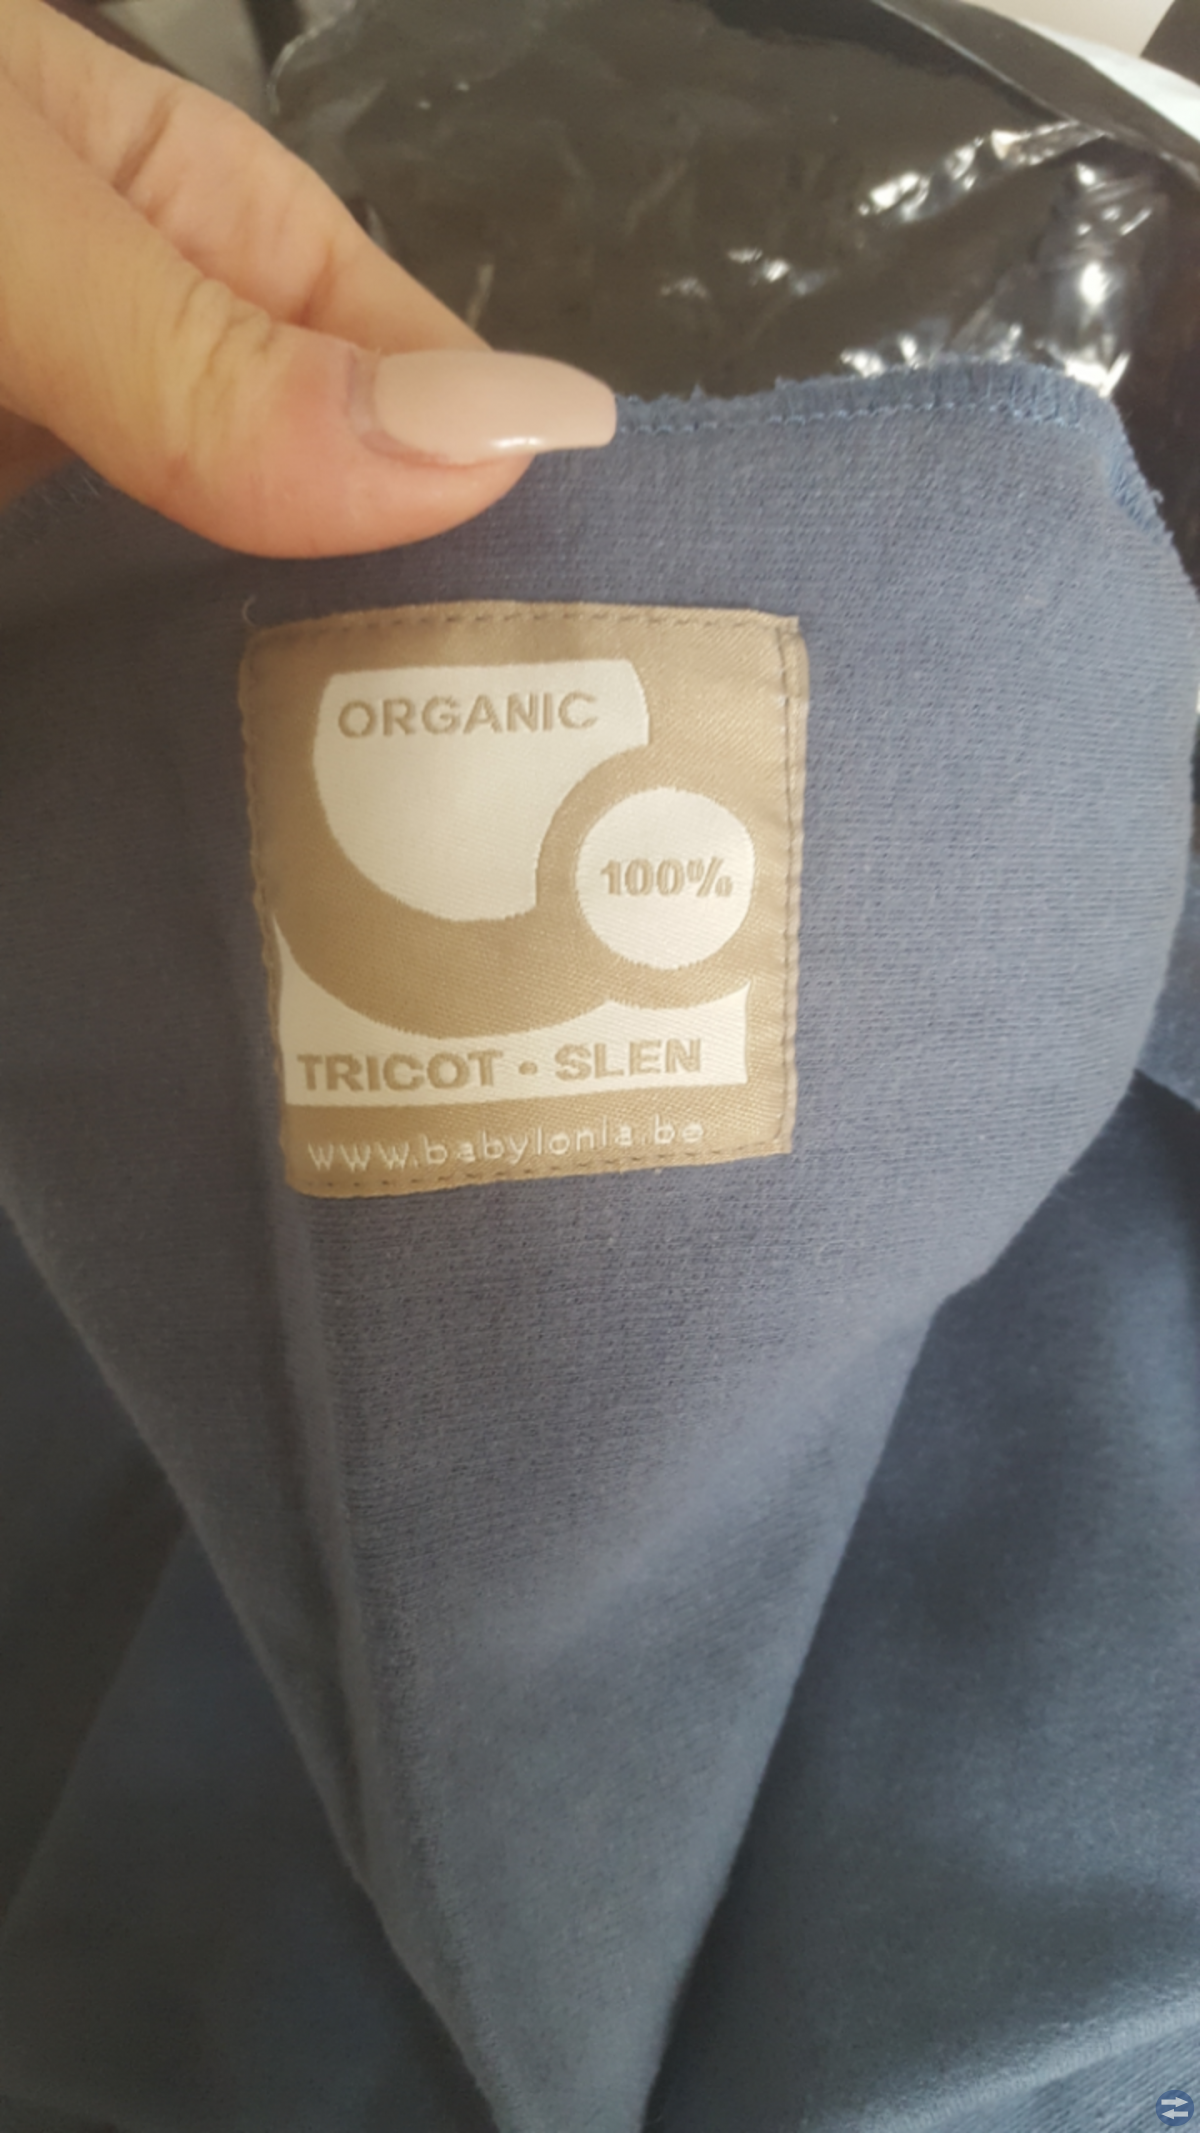 ORGANIC
100%
TRICOT • SLEN
www.babylonia.be